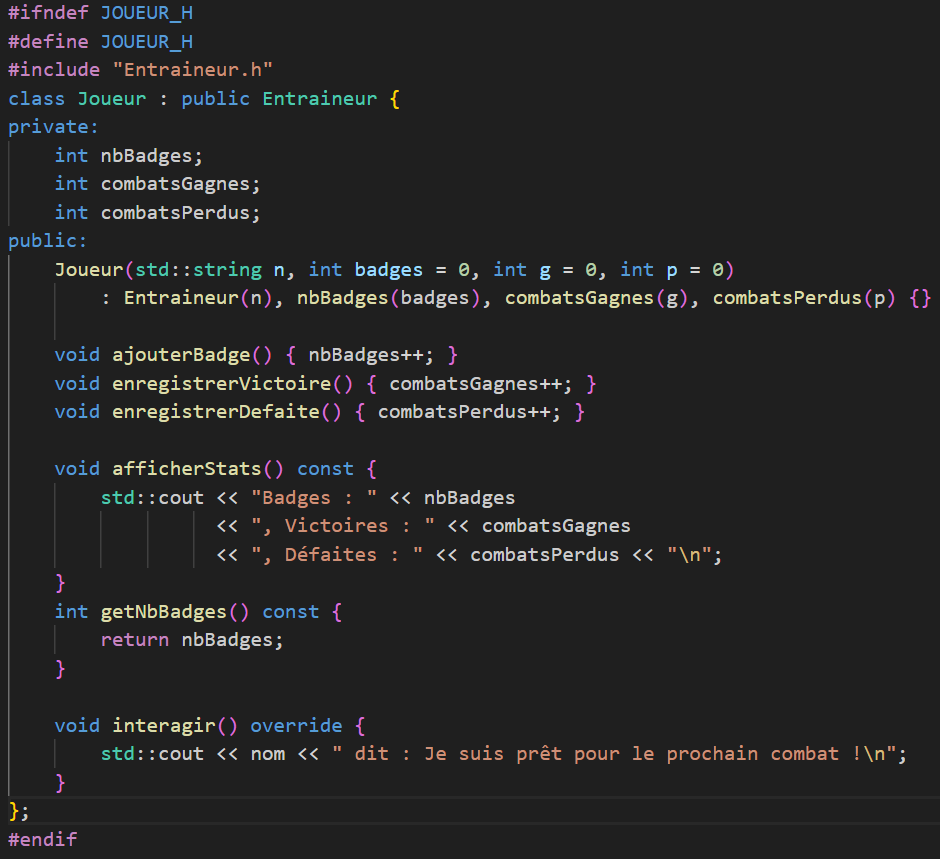 #ifndef JOUEUR_H
#define JOUEUR_H
#include "Entraineur.h"
class Joueur : public Entraineur {
private:
    int nbBadges;
    int combatsGagnes;
    int combatsPerdus;
public:
    Joueur(std::string n, int badges = 0, int g = 0, int p = 0)
        : Entraineur(n), nbBadges(badges), combatsGagnes(g), combatsPerdus(p) {}

    void ajouterBadge() { nbBadges++; }
    void enregistrerVictoire() { combatsGagnes++; }
    void enregistrerDefaite() { combatsPerdus++; }

    void afficherStats() const {
        std::cout << "Badges : " << nbBadges
                  << ", Victoires : " << combatsGagnes
                  << ", Défaites : " << combatsPerdus << "\n";
    }
    int getNbBadges() const {
        return nbBadges;
    }

    void interagir() override {
        std::cout << nom << " dit : Je suis prêt pour le prochain combat !\n";
    }
};
#endif